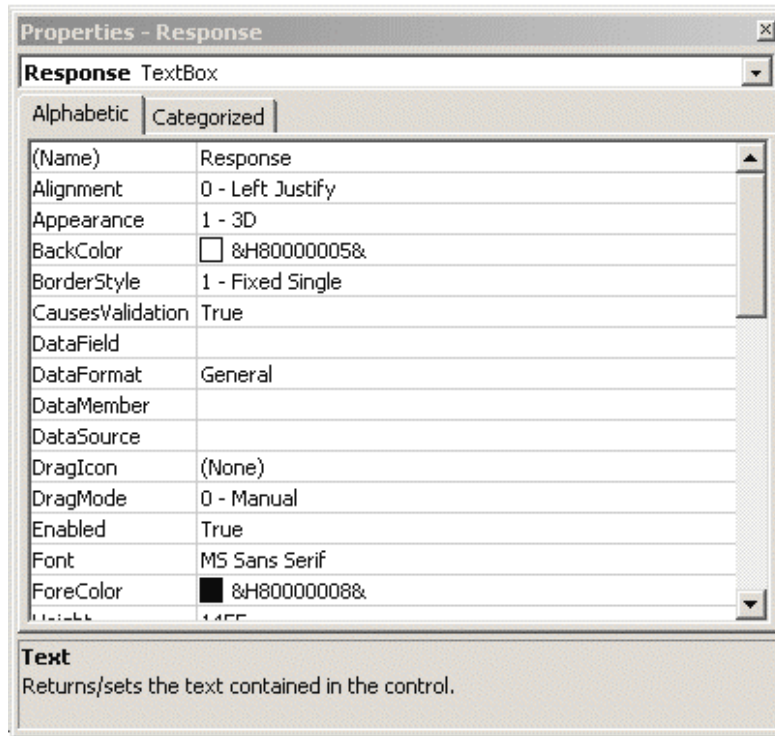 Properties - Response
Response TextBox
Alphabetic Categorized
(Name) Response
Alignment 0 - Left Justify
Appearance 1 - 3D
BackColor &H80000005&
BorderStyle 1 - Fixed Single
CausesValidation True
DataField
DataFormat General
DataMember
DataSource
DragIcon (None)
DragMode 0 - Manual
Enabled True
Font MS Sans Serif
ForeColor &H80000008&
Height
Text
Returns/sets the text contained in the control.